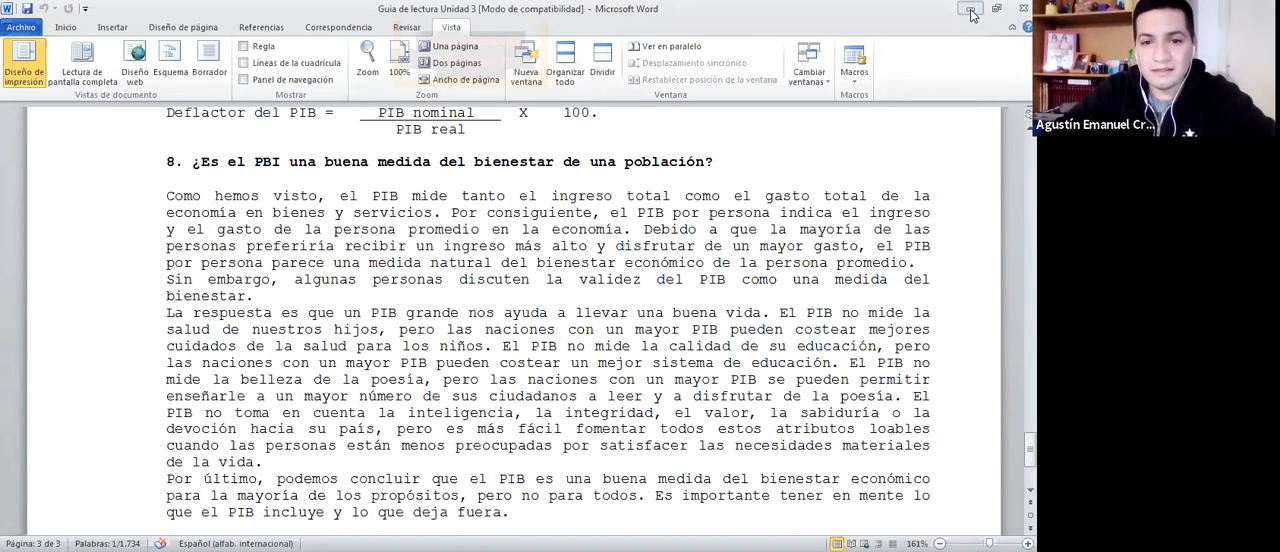 Guia de lectura Unidad 3 [Modo de compatibilidad] - Microsoft Word
Archivo Inicio Insertar Diseño de página Referencias Correspondencia Revisar Vista
Diseño de impresión
Lectura de pantalla completa
Diseño web
Esquema
Borrador
Vistas de documento
Regla
Líneas de la cuadrícula
Panel de navegación
Mostrar
Zoom
100%
Una página
Dos páginas
Ancho de página
Zoom
Nueva ventana
Organizar todo
Dividir
Ver en paralelo
Desplazamiento sincrónico
Restablecer posición de la ventana
Ventana
Cambiar ventanas
Macros
Macros
Agustín Emanuel Cr...
Deflactor del PIB = PIB nominal X 100.
PIB real
8. ¿Es el PBI una buena medida del bienestar de una población?
Como hemos visto, el PIB mide tanto el ingreso total como el gasto total de la
economía en bienes y servicios. Por consiguiente, el PIB por persona indica el ingreso
y el gasto de la persona promedio en la economía. Debido a que la mayoría de las
personas preferiría recibir un ingreso más alto y disfrutar de un mayor gasto, el PIB
por persona parece una medida natural del bienestar económico de la persona promedio.
Sin embargo, algunas personas discuten la validez del PIB como una medida del
bienestar.
La respuesta es que un PIB grande nos ayuda a llevar una buena vida. El PIB no mide la
salud de nuestros hijos, pero las naciones con un mayor PIB pueden costear mejores
cuidados de la salud para los niños. El PIB no mide la calidad de su educación, pero
las naciones con un mayor PIB pueden costear un mejor sistema de educación. El PIB no
mide la belleza de la poesía, pero las naciones con un mayor PIB se pueden permitir
enseñarle a un mayor número de sus ciudadanos a leer y a disfrutar de la poesía. El
PIB no toma en cuenta la inteligencia, la integridad, el valor, la sabiduría o la
devoción hacia su país, pero es más fácil fomentar todos estos atributos loables
cuando las personas están menos preocupadas por satisfacer las necesidades materiales
de la vida.
Por último, podemos concluir que el PIB es una buena medida del bienestar económico
para la mayoría de los propósitos, pero no para todos. Es importante tener en mente lo
que el PIB incluye y lo que deja fuera.
Página: 3 de 3 Palabras: 1/1.734 Español (alfab. internacional) 161%